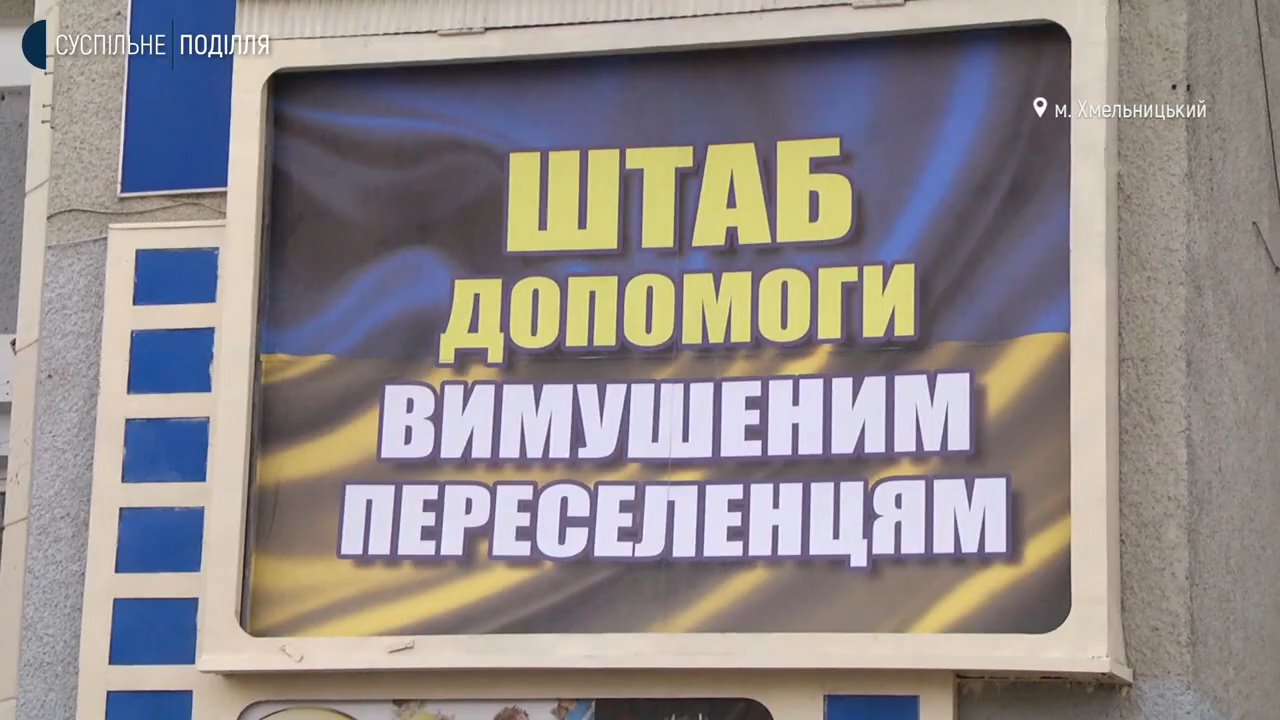 СУСПІЛЬНЕ | ПОДІЛЛЯ
м. Хмельницький
ШТАБ
ДОПОМОГИ
ВИМУШЕНИМ
ПЕРЕСЕЛЕНЦЯМ